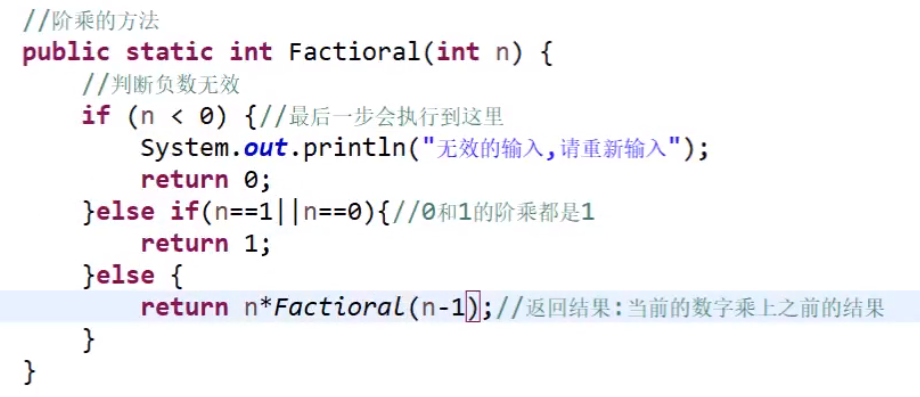 //阶乘的方法
public static int Factioral(int n) {
    //判断负数无效
    if (n < 0) {//最后一步会执行到这里
        System.out.println("无效的输入,请重新输入");
        return 0;
    }else if(n==1||n==0){//0和1的阶乘都是1
        return 1;
    }else {
        return n*Factioral(n-1);//返回结果:当前的数字乘上之前的结果
    }
}